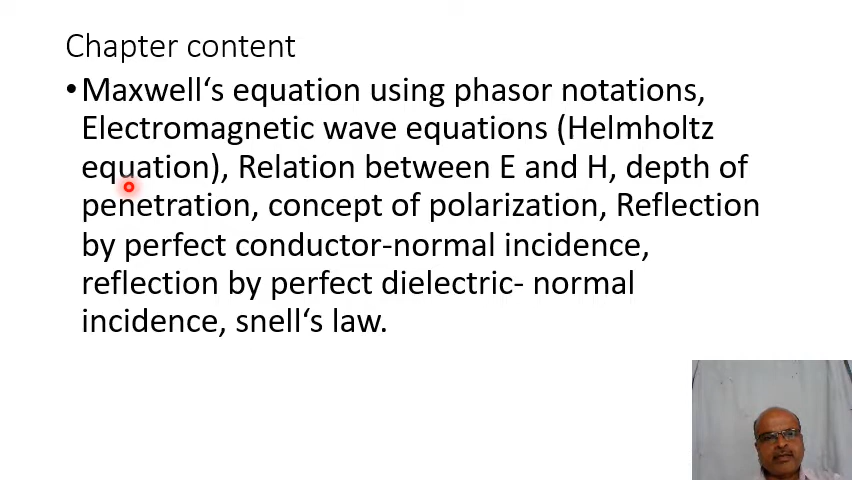 Chapter content
•Maxwell‘s equation using phasor notations,
Electromagnetic wave equations (Helmholtz
equation), Relation between E and H, depth of
penetration, concept of polarization, Reflection
by perfect conductor-normal incidence,
reflection by perfect dielectric- normal
incidence, snell‘s law.